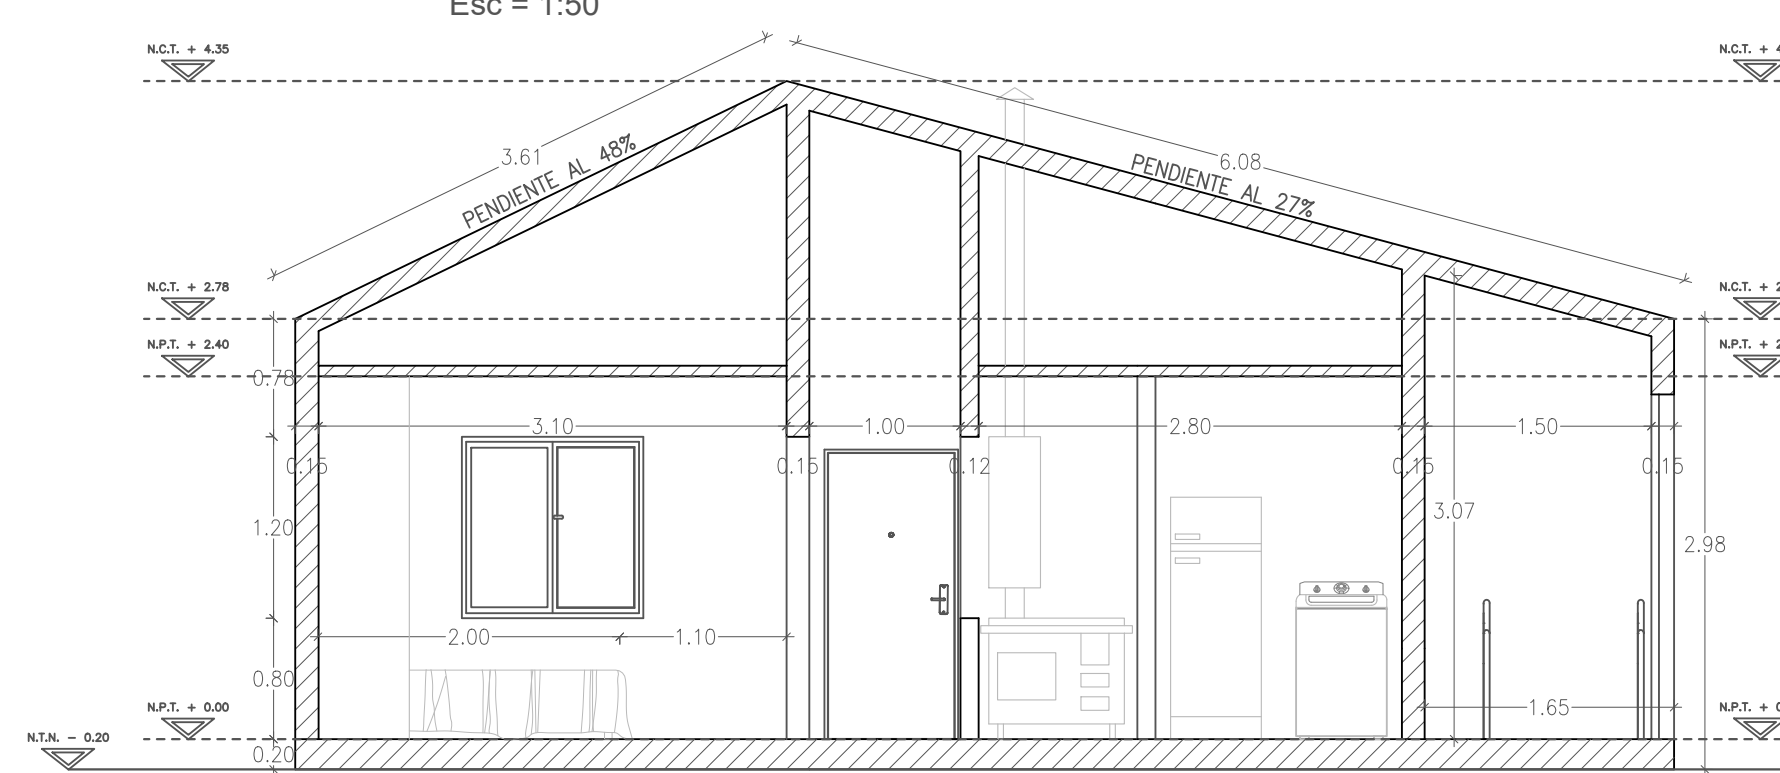 Esc = 1:50
N.C.T. + 4.35
N.C.T. + 4
3.61
PENDIENTE AL 48%
6.08
PENDIENTE AL 27%
N.C.T. + 2.78
N.C.T. + 2
N.P.T. + 2.40
N.P.T. + 2
0.78
3.10
1.00
2.80
1.50
0.15
0.15
0.12
0.15
0.15
3.07
1.20
2.98
2.00
1.10
0.80
1.65
N.P.T. + 0.00
N.P.T. + 0
N.T.N. - 0.20
0.20